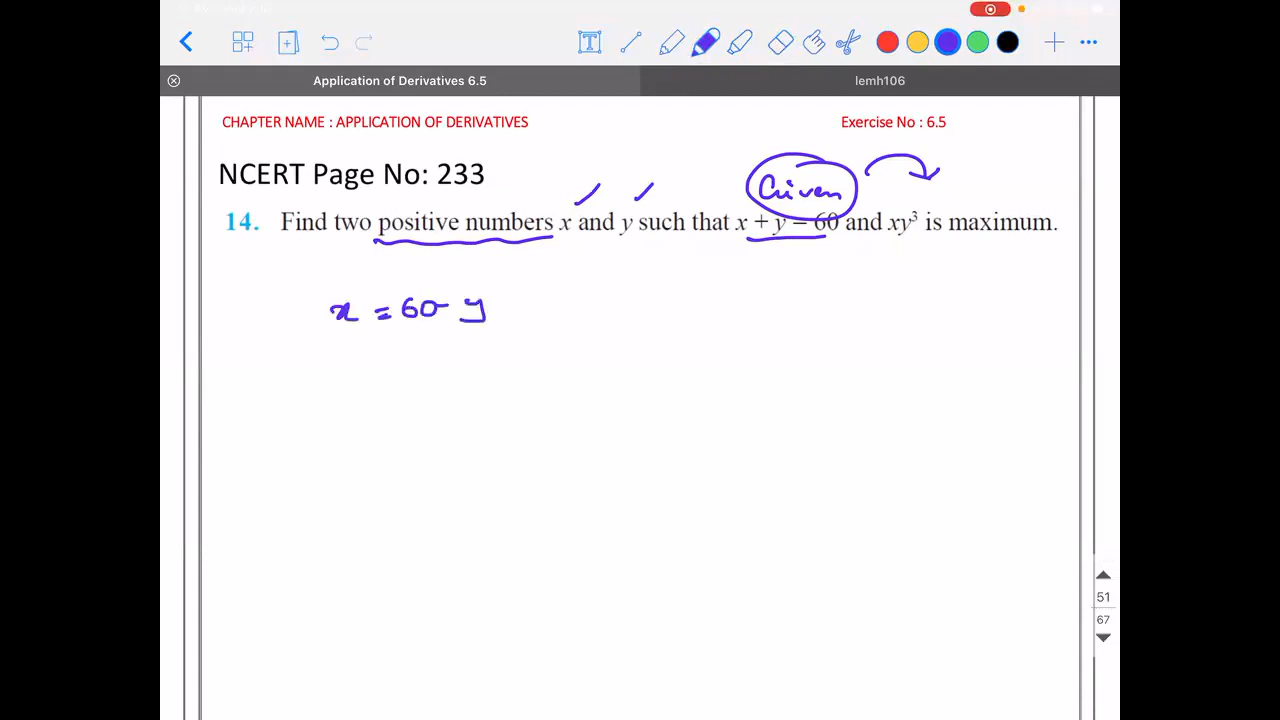 Application of Derivatives 6.5
lemh106
CHAPTER NAME : APPLICATION OF DERIVATIVES
Exercise No : 6.5
NCERT Page No: 233
Given
14. Find two positive numbers x and y such that x + y = 60 and xy³ is maximum.
x = 60 - y
51
67